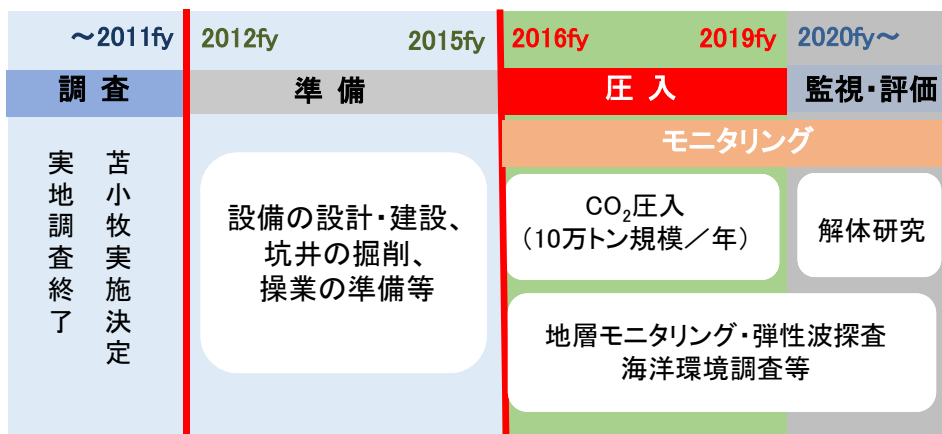 ～2011fy
2012fy
2015fy
2016fy
2019fy
2020fy～
調 査
準 備
圧 入
監視・評価
モニタリング
苫小牧実施決定
実地調査終了
設備の設計・建設、
坑井の掘削、
操業の準備等
CO₂圧入
（10万トン規模／年）
解体研究
地層モニタリング・弾性波探査
海洋環境調査等